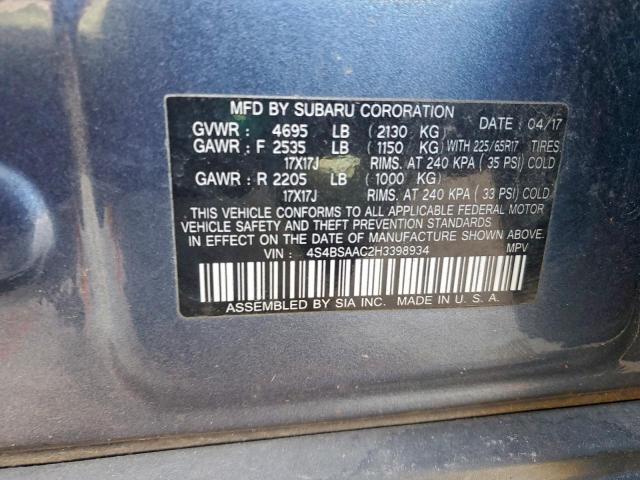 MFD BY SUBARU CORORATION DATE : 04/17
GVWR : 4695 LB ( 2130 KG)
GAWR : F 2535 LB ( 1150 KG) WITH 225/65R17 TIRES
17X17J RIMS. AT 240 KPA ( 35 PSI) COLD
GAWR : R 2205 LB ( 1000 KG)
17X17J RIMS. AT 240 KPA ( 33 PSI) COLD
THIS VEHICLE CONFORMS TO ALL APPLICABLE FEDERAL MOTOR
VEHICLE SAFETY AND THEFT PREVENTION STANDARDS
IN EFFECT ON THE DATE OF MANUFACTURE SHOWN ABOVE.
VIN : 4S4BSAAC2H3398934 MPV
ASSEMBLED BY SIA INC. MADE IN U. S. A.